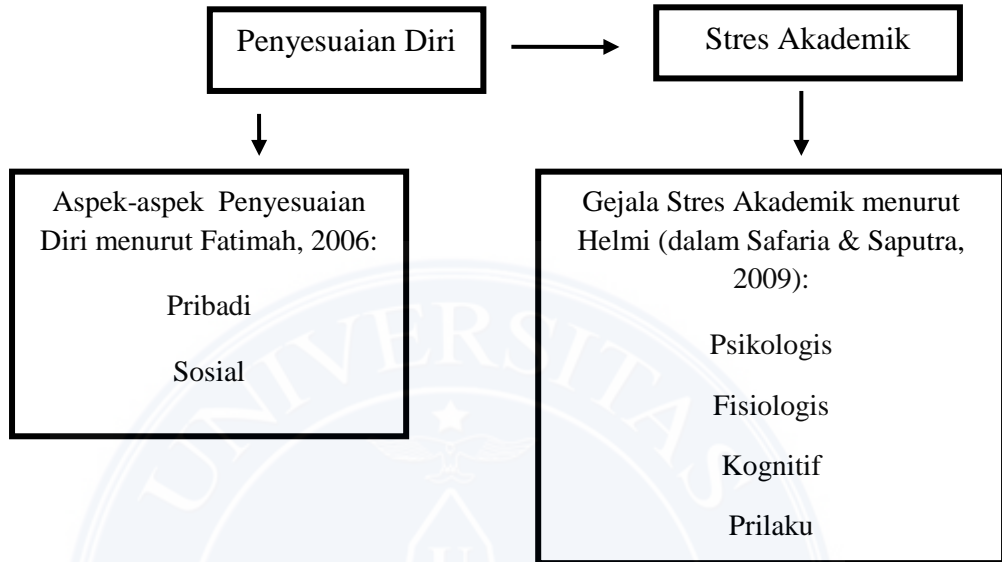 Penyesuaian Diri
Stres Akademik
Aspek-aspek Penyesuaian
Diri menurut Fatimah, 2006:
Pribadi
Sosial
Gejala Stres Akademik menurut
Helmi (dalam Safaria & Saputra,
2009):
Psikologis
Fisiologis
Kognitif
Prilaku
UNIVERSITAS
U